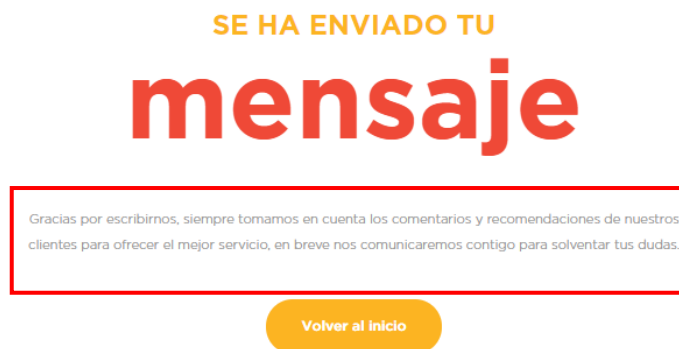 SE HA ENVIADO TU
mensaje
Gracias por escribirnos, siempre tomamos en cuenta los comentarios y recomendaciones de nuestros
clientes para ofrecer el mejor servicio, en breve nos comunicaremos contigo para solventar tus dudas.
Volver al inicio